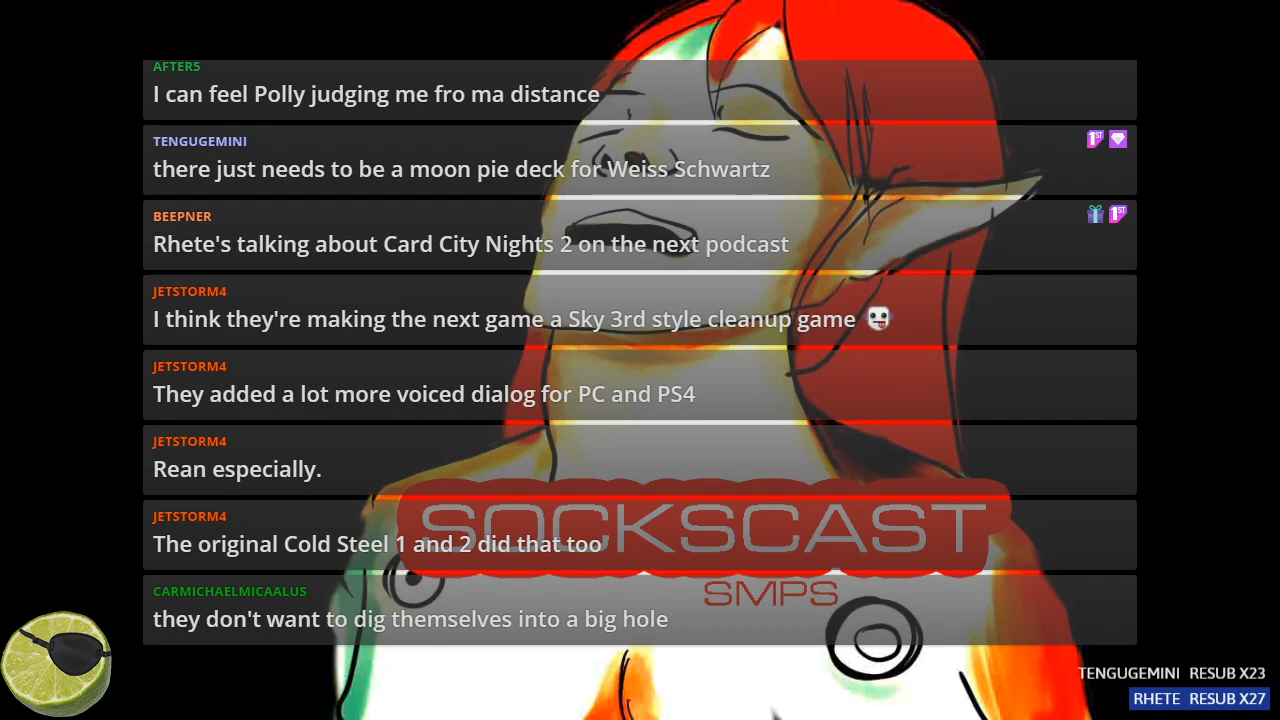 AFTER5
I can feel Polly judging me fro ma distance
TENGUGEMINI
1ST
there just needs to be a moon pie deck for Weiss Schwartz
BEEPNER
1ST
Rhete's talking about Card City Nights 2 on the next podcast
JETSTORM4
I think they're making the next game a Sky 3rd style cleanup game
JETSTORM4
They added a lot more voiced dialog for PC and PS4
JETSTORM4
Rean especially.
JETSTORM4
The original Cold Steel 1 and 2 did that too
SOCKSCAST
SMPS
CARMICHAELMICAALUS
they don't want to dig themselves into a big hole
TENGUGEMINI RESUB X23
RHETE RESUB X27